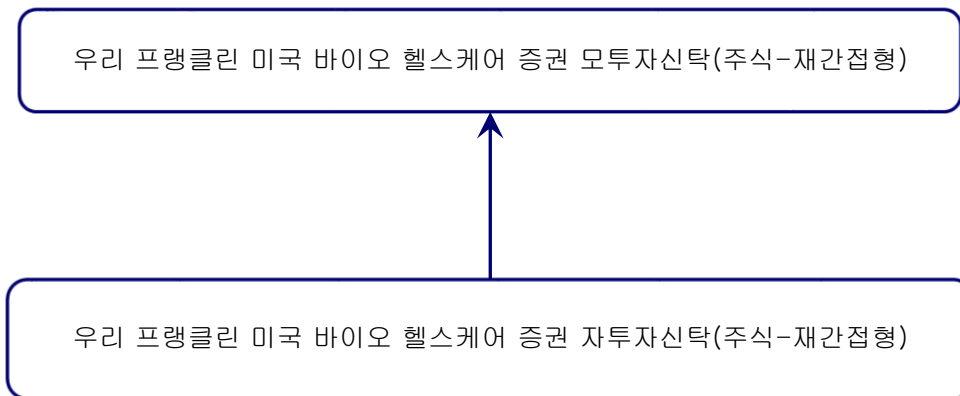 우리 프랭클린 미국 바이오 헬스케어 증권 모투자신탁(주식-재간접형)
우리 프랭클린 미국 바이오 헬스케어 증권 자투자신탁(주식-재간접형)